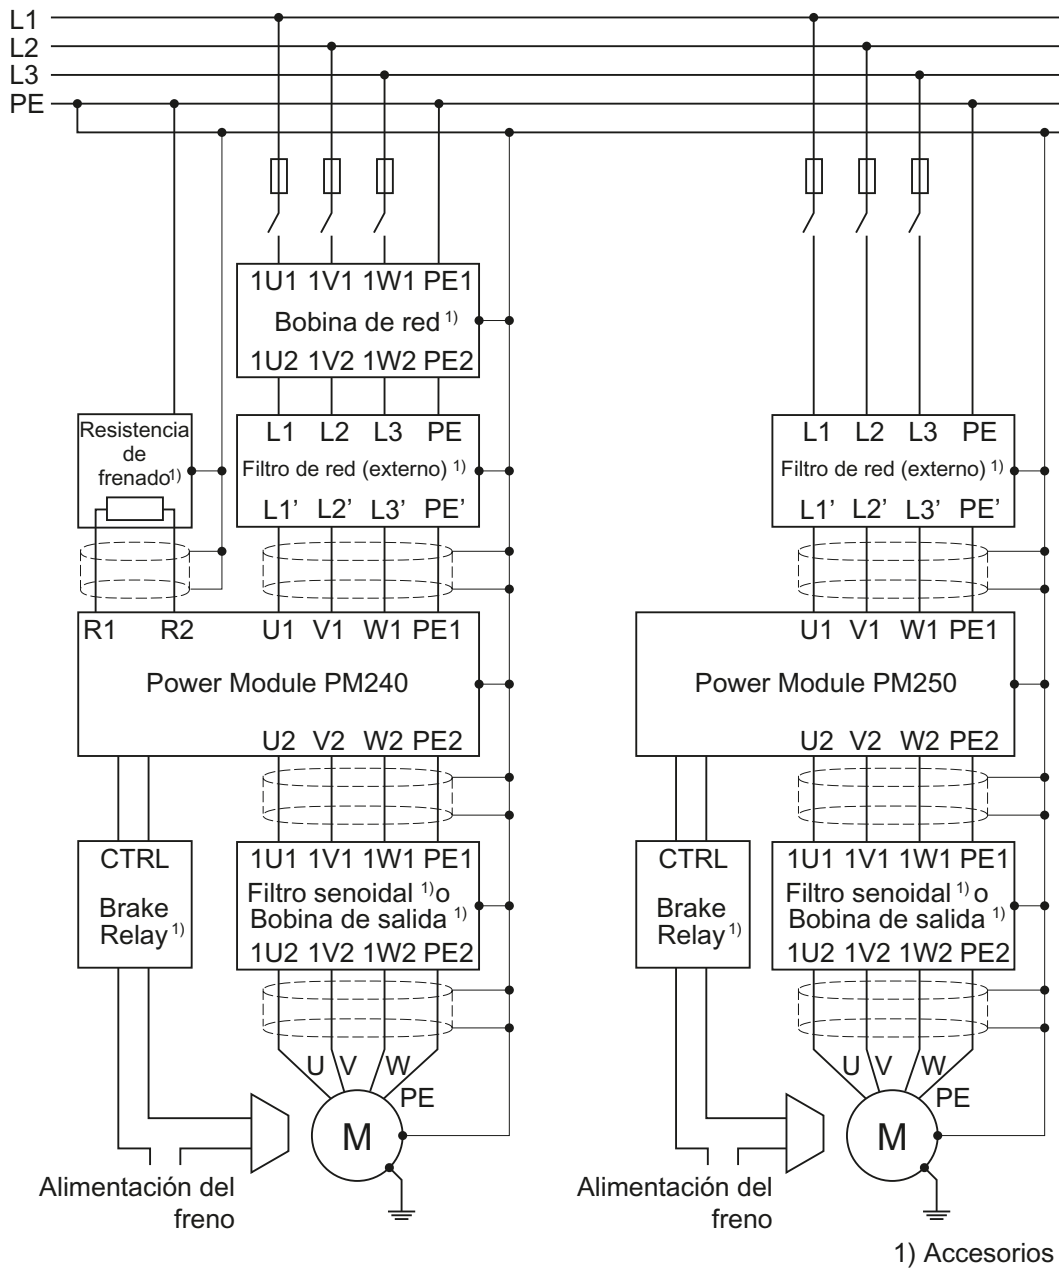 L1
L2
L3
PE
1U1 1V1 1W1 PE1
Bobina de red 1)
1U2 1V2 1W2 PE2
Resistencia
de
frenado1)
L1 L2 L3 PE
Filtro de red (externo) 1)
L1’ L2’ L3’ PE’
L1 L2 L3 PE
Filtro de red (externo) 1)
L1’ L2’ L3’ PE’
R1 R2 U1 V1 W1 PE1
Power Module PM240
U2 V2 W2 PE2
U1 V1 W1 PE1
Power Module PM250
U2 V2 W2 PE2
CTRL
Brake
Relay 1)
1U1 1V1 1W1 PE1
Filtro senoidal 1) o
Bobina de salida 1)
1U2 1V2 1W2 PE2
CTRL
Brake
Relay 1)
1U1 1V1 1W1 PE1
Filtro senoidal 1) o
Bobina de salida 1)
1U2 1V2 1W2 PE2
U V W
PE
M
Alimentación del
freno
U V W
PE
M
Alimentación del
freno
1) Accesorios